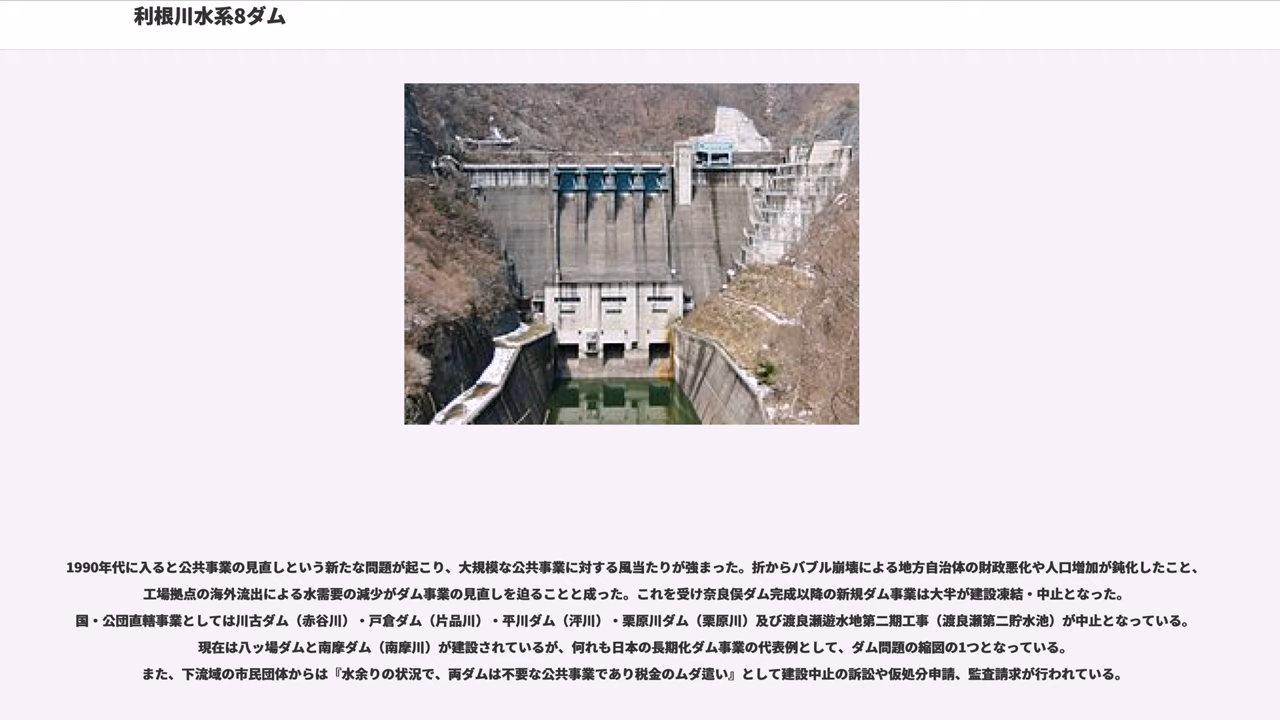 利根川水系8ダム
1990年代に入ると公共事業の見直しという新たな問題が起こり、大規模な公共事業に対する風当たりが強まった。折からバブル崩壊による地方自治体の財政悪化や人口増加が鈍化したこと、
工場拠点の海外流出による水需要の減少がダム事業の見直しを迫ることと成った。これを受け奈良俣ダム完成以降の新規ダム事業は大半が建設凍結・中止となった。
国・公団直轄事業としては川古ダム（赤谷川）・戸倉ダム（片品川）・平川ダム（泙川）・栗原川ダム（栗原川）及び渡良瀬遊水地第二期工事（渡良瀬第二貯水池）が中止となっている。
現在は八ッ場ダムと南摩ダム（南摩川）が建設されているが、何れも日本の長期化ダム事業の代表例として、ダム問題の縮図の1つとなっている。
また、下流域の市民団体からは『水余りの状況で、両ダムは不要な公共事業であり税金のムダ遣い』として建設中止の訴訟や仮処分申請、監査請求が行われている。